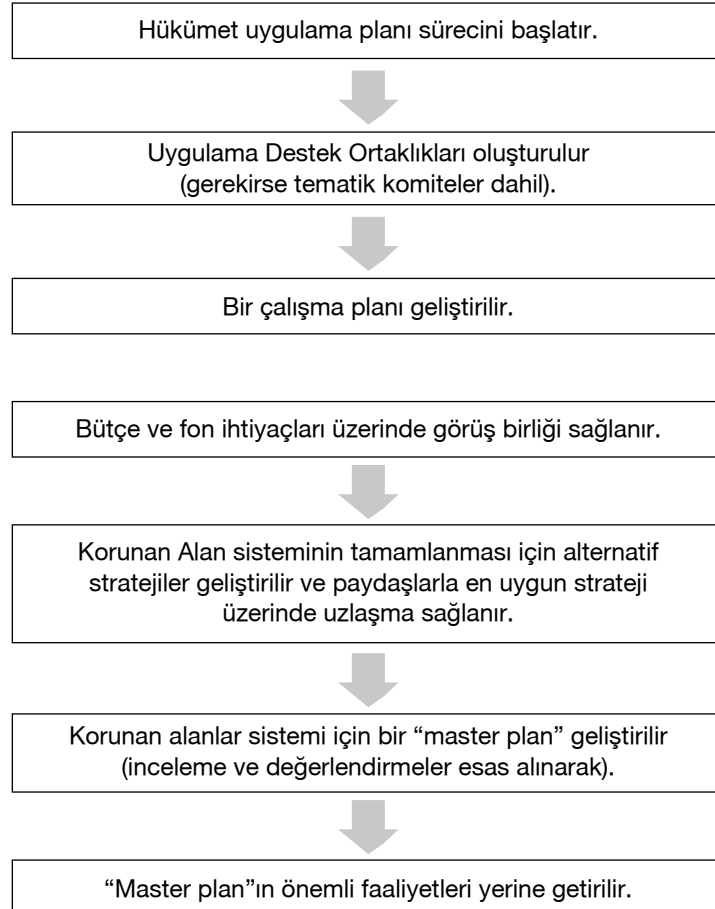 Hükümet uygulama planı sürecini başlatır.
Uygulama Destek Ortaklıkları oluşturulur
(gerekirse tematik komiteler dahil).
Bir çalışma planı geliştirilir.
Bütçe ve fon ihtiyaçları üzerinde görüş birliği sağlanır.
Korunan Alan sisteminin tamamlanması için alternatif
stratejiler geliştirilir ve paydaşlarla en uygun strateji
üzerinde uzlaşma sağlanır.
Korunan alanlar sistemi için bir “master plan” geliştirilir
(inceleme ve değerlendirmeler esas alınarak).
“Master plan”ın önemli faaliyetleri yerine getirilir.